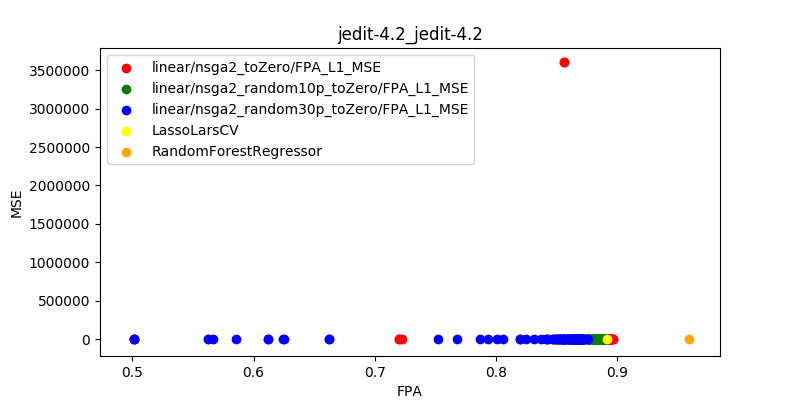 jedit-4.2_jedit-4.2
linear/nsga2_toZero/FPA_L1_MSE
linear/nsga2_random10p_toZero/FPA_L1_MSE
linear/nsga2_random30p_toZero/FPA_L1_MSE
LassoLarsCV
RandomForestRegressor
MSE
3500000
3000000
2500000
2000000
1500000
1000000
500000
0
0.5 0.6 0.7 0.8 0.9
FPA